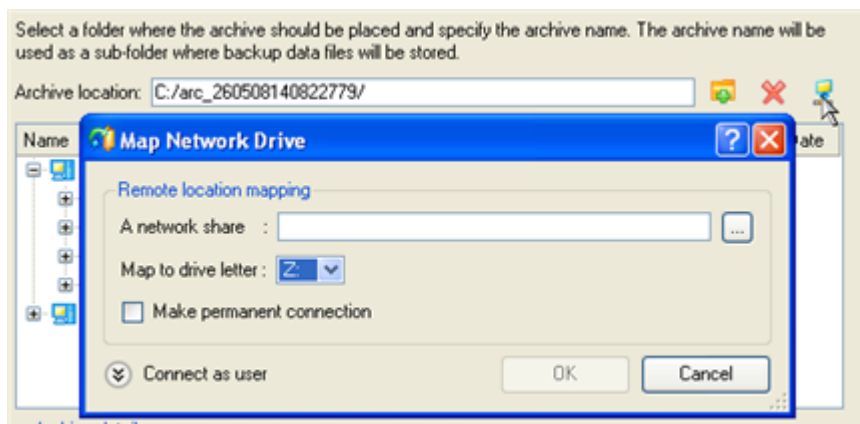 Select a folder where the archive should be placed and specify the archive name. The archive name will be
used as a sub-folder where backup data files will be stored.
Archive location: C:/arc_260508140822779/
Name
Map Network Drive
Remote location mapping
A network share :
...
Map to drive letter : Z:
Make permanent connection
Connect as user
OK
Cancel